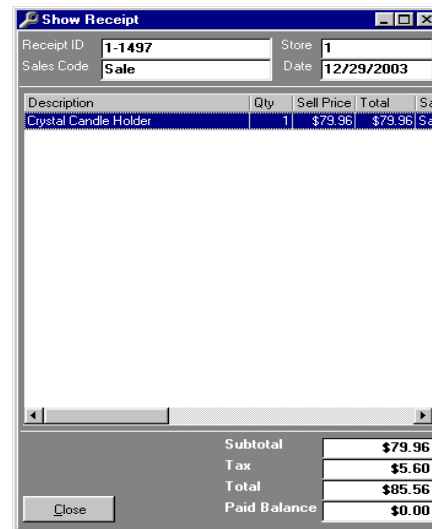 Show Receipt
Receipt ID 1-1497 Store 1
Sales Code Sale Date 12/29/2003
Description Qty Sell Price Total Sa
Crystal Candle Holder 1 $79.96 $79.96 Sa
Subtotal $79.96
Tax $5.60
Total $85.56
Close Paid Balance $0.00